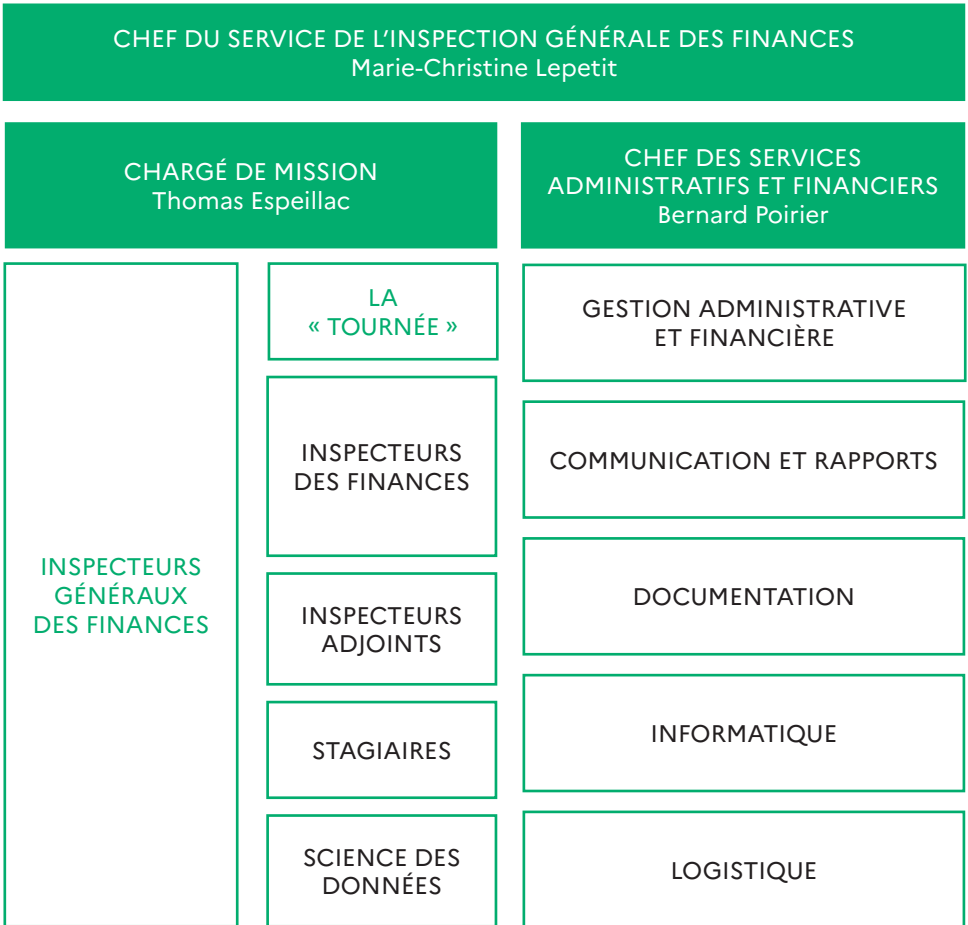 CHEF DU SERVICE DE L’INSPECTION GÉNÉRALE DES FINANCES
Marie-Christine Lepetit
CHARGÉ DE MISSION
Thomas Espeillac
CHEF DES SERVICES
ADMINISTRATIFS ET FINANCIERS
Bernard Poirier
INSPECTEURS
GÉNÉRAUX
DES FINANCES
LA
« TOURNÉE »
INSPECTEURS
DES FINANCES
INSPECTEURS
ADJOINTS
STAGIAIRES
SCIENCE DES
DONNÉES
GESTION ADMINISTRATIVE
ET FINANCIÈRE
COMMUNICATION ET RAPPORTS
DOCUMENTATION
INFORMATIQUE
LOGISTIQUE